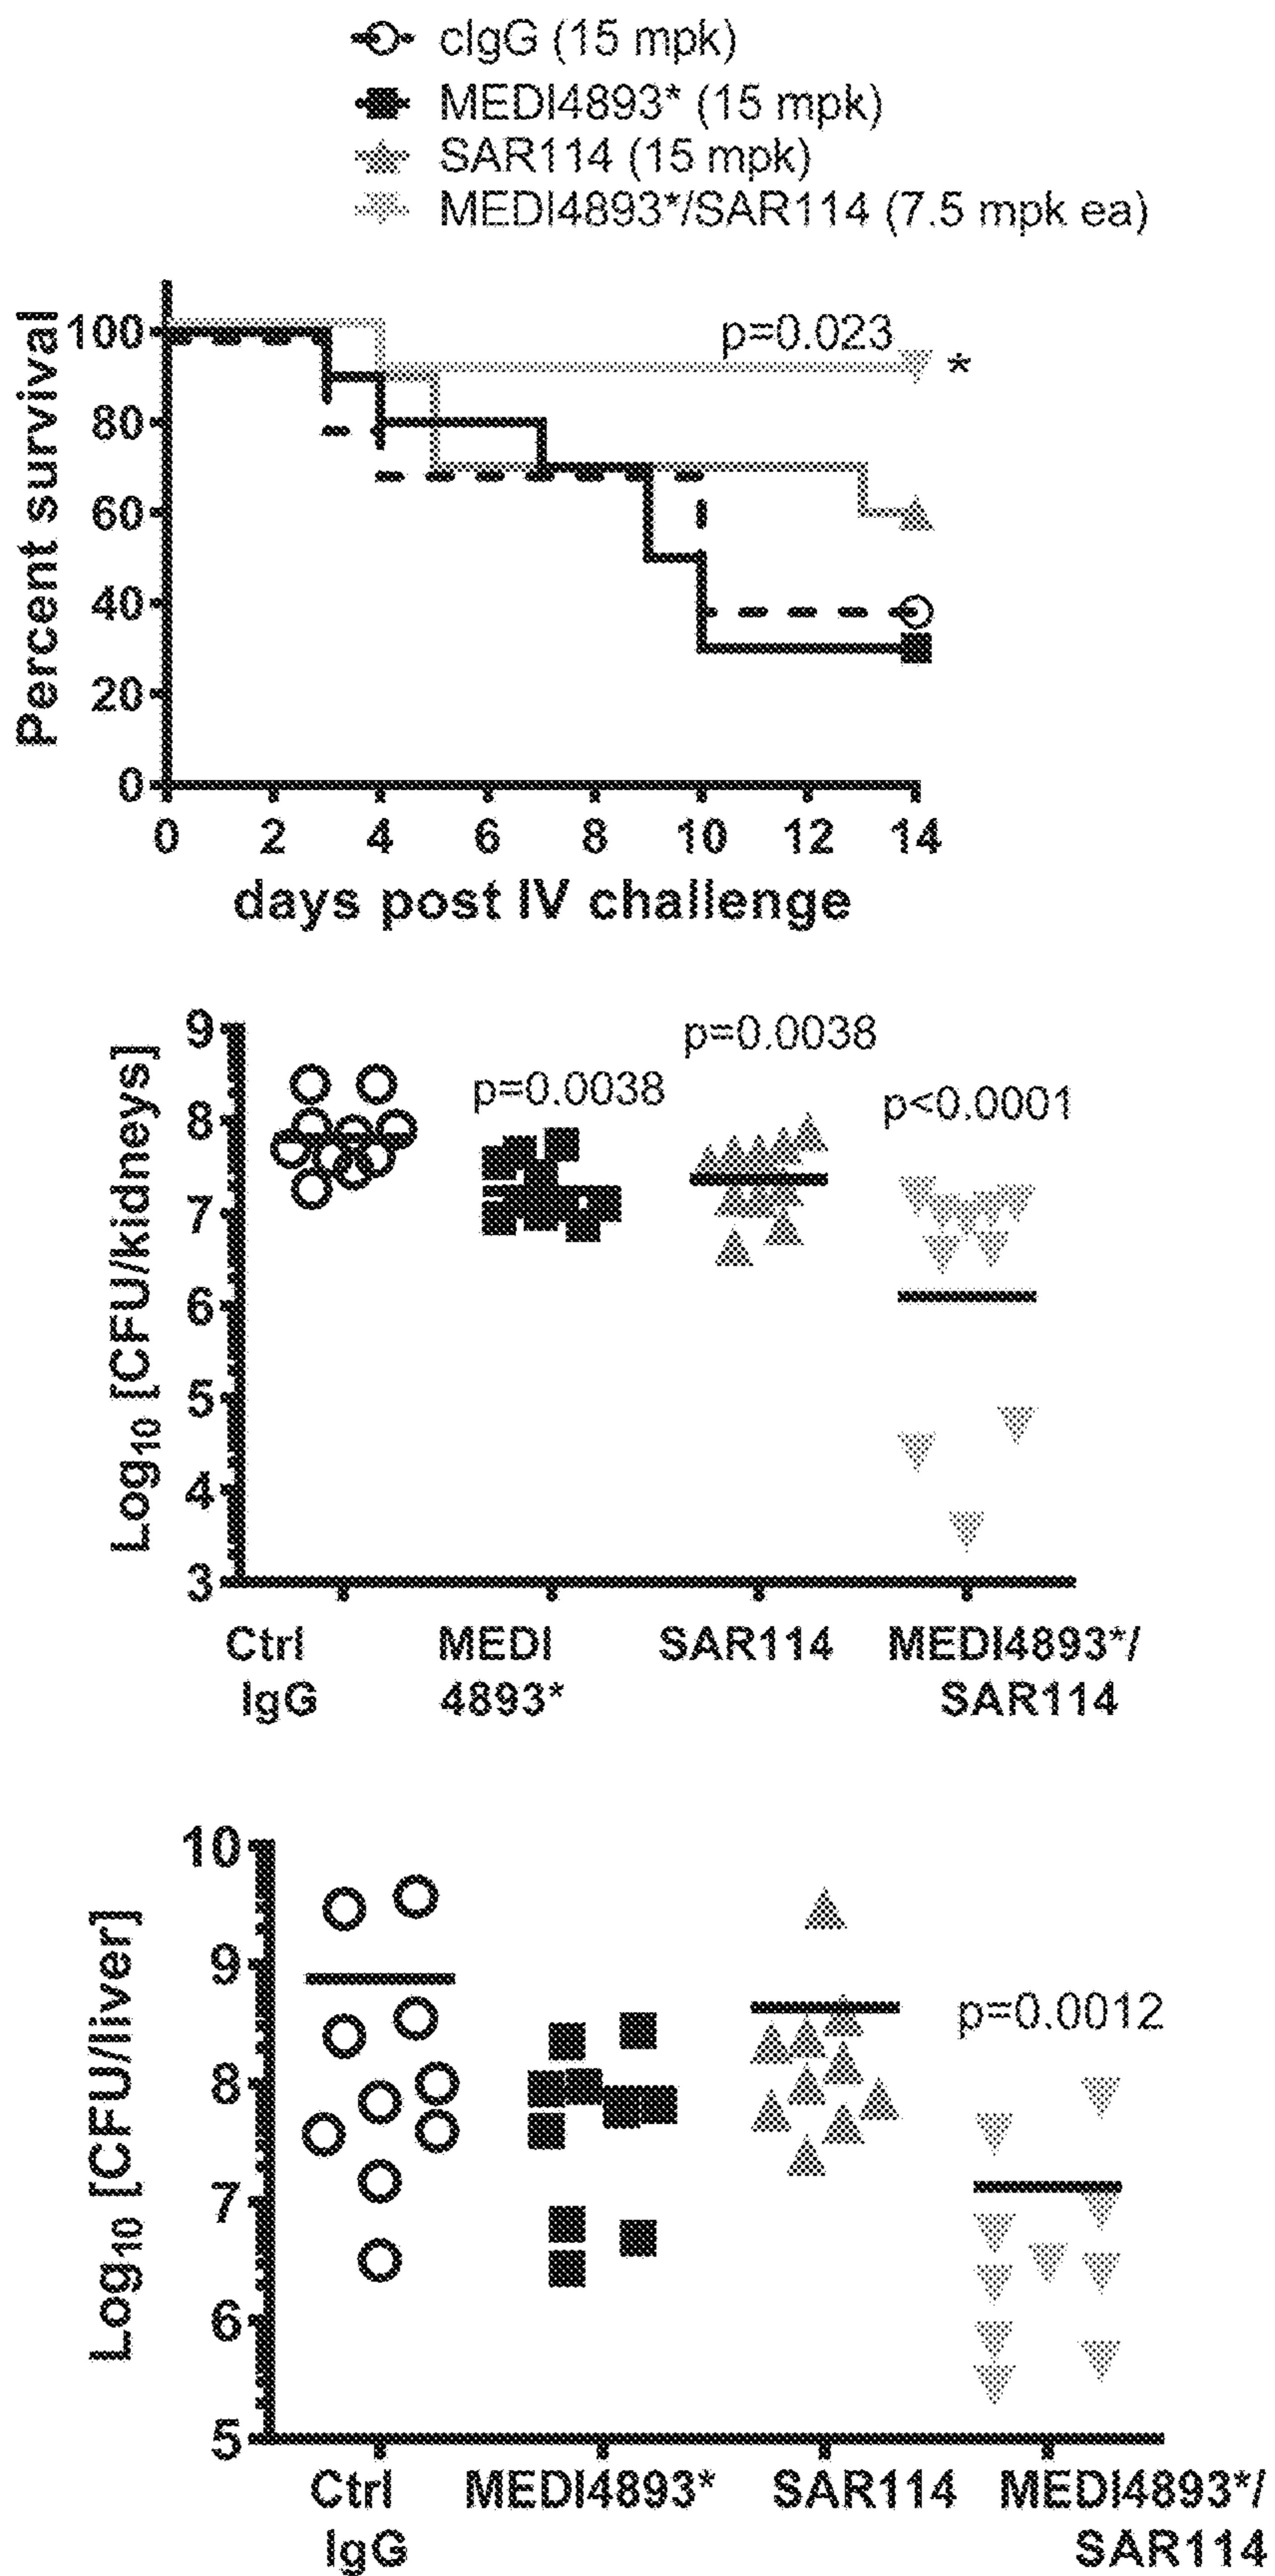 cIgG (15 mpk)
MEDI4893* (15 mpk)
SAR114 (15 mpk)
MEDI4893*/SAR114 (7.5 mpk ea)
Percent survival
100
80
60
40
20
0
p=0.023
*
0 2 4 6 8 10 12 14
days post IV challenge
Log10 [CFU/kidneys]
9
8
7
6
5
4
3
p=0.0038
p=0.0038
p<0.0001
Ctrl MEDI SAR114 MEDI4893*/
IgG 4893* SAR114
Log10 [CFU/liver]
10
9
8
7
6
5
p=0.0012
Ctrl MEDI4893* SAR114 MEDI4893*/
IgG SAR114